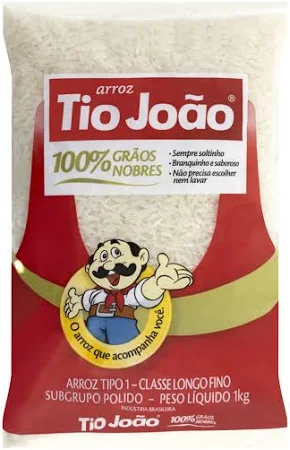 arroz
Tio João®
100% GRÃOS NOBRES
• Sempre soltinho
• Branquinho e saboroso
• Não precisa escolher
nem lavar
O arroz que acompanha você.
ARROZ TIPO 1 - CLASSE LONGO FINO
SUBGRUPO POLIDO - PESO LÍQUIDO 1kg
INDÚSTRIA BRASILEIRA
Tio João 100% GRÃOS NOBRES